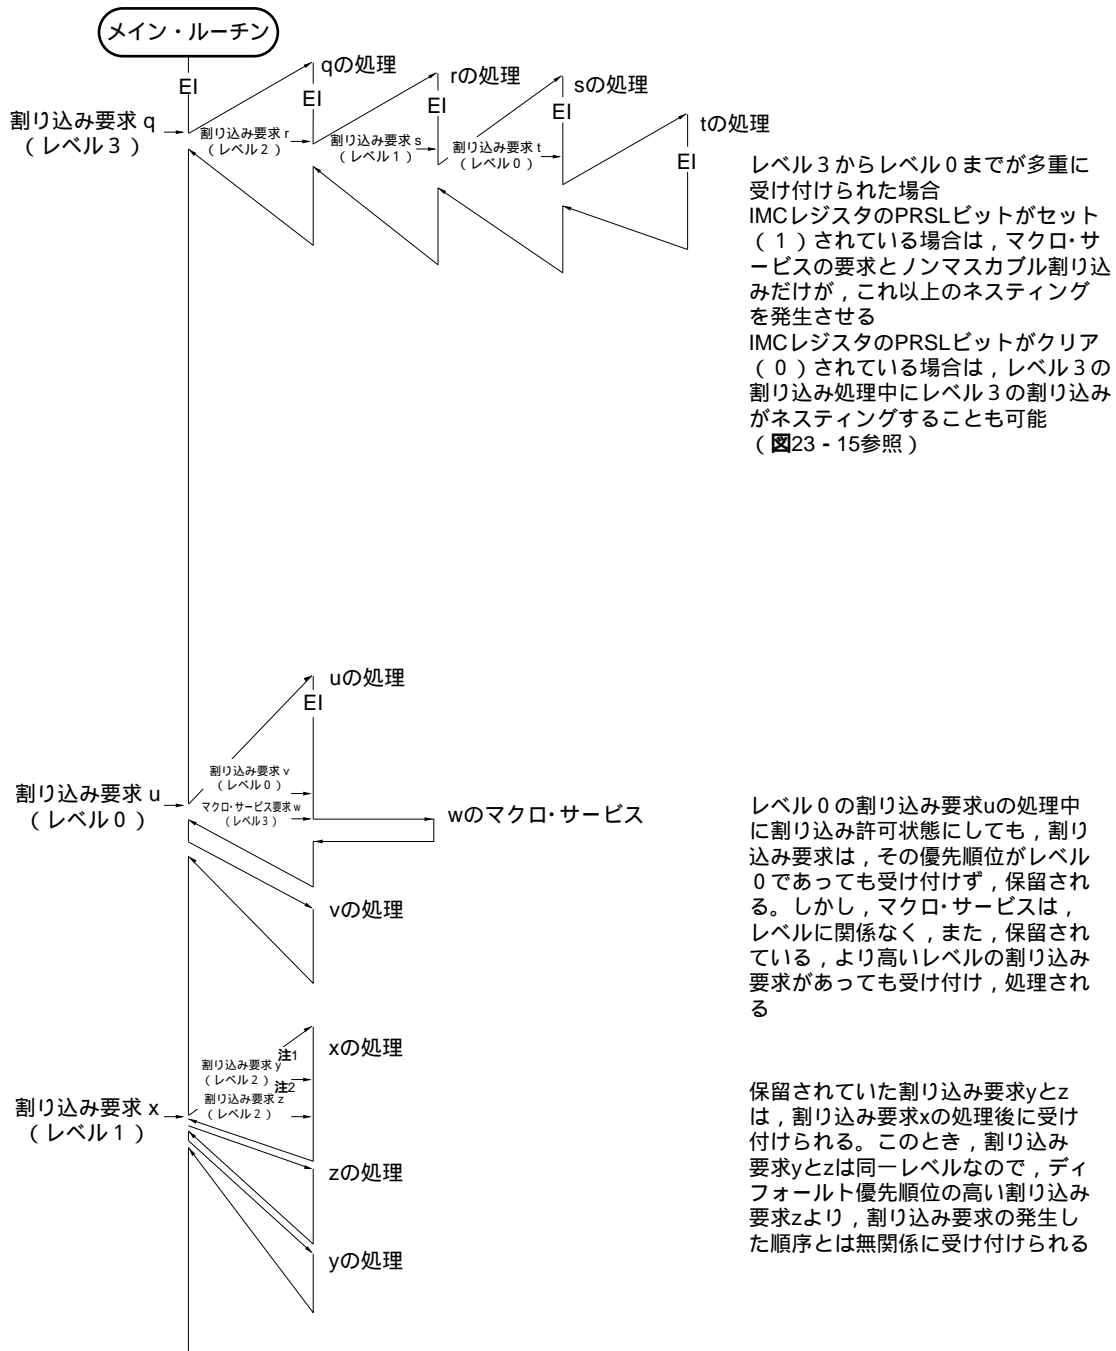 メイン・ルーチン
EI
qの処理
EI
rの処理
EI
sの処理
EI
tの処理
EI
割り込み要求 q
（レベル３）
割り込み要求 r
（レベル２）
割り込み要求 s
（レベル１）
割り込み要求 t
（レベル０）
レベル３からレベル０までが多重に
受け付けられた場合
IMCレジスタのPRSLビットがセット
（１）されている場合は，マクロ・サ
ービスの要求とノンマスカブル割り込
みだけが，これ以上のネスティング
を発生させる
IMCレジスタのPRSLビットがクリア
（０）されている場合は，レベル３の
割り込み処理中にレベル３の割り込み
がネスティングすることも可能
（図23‐15参照）
uの処理
EI
割り込み要求 v
（レベル０）
割り込み要求 u
（レベル０）
マクロ・サービス要求 w
（レベル３）
wのマクロ・サービス
vの処理
レベル０の割り込み要求uの処理中
に割り込み許可状態にしても，割り
込み要求は，その優先順位がレベル
０であっても受け付けず，保留され
る。しかし，マクロ・サービスは，
レベルに関係なく，また，保留され
ている，より高いレベルの割り込み
要求があっても受け付け，処理され
る
xの処理
割り込み要求 y 注1
（レベル２）
割り込み要求 z 注2
（レベル２）
割り込み要求 x
（レベル１）
zの処理
yの処理
保留されていた割り込み要求yとz
は，割り込み要求xの処理後に受け
付けられる。このとき，割り込み
要求yとzは同一レベルなので，ディ
フォールト優先順位の高い割り込み
要求zより，割り込み要求の発生し
た順序とは無関係に受け付けられる